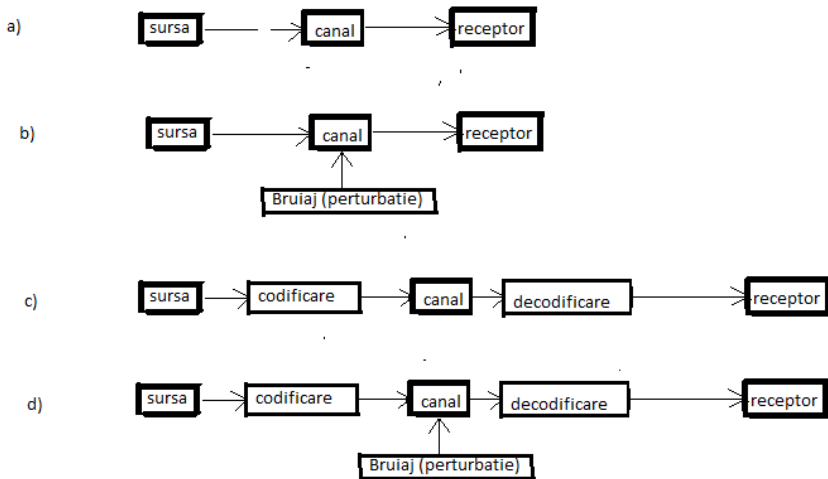 a) sursa canal receptor
b) sursa canal receptor
Bruiaj (perturbatie)
c) sursa codificare canal decodificare receptor
d) sursa codificare canal decodificare receptor
Bruiaj (perturbatie)